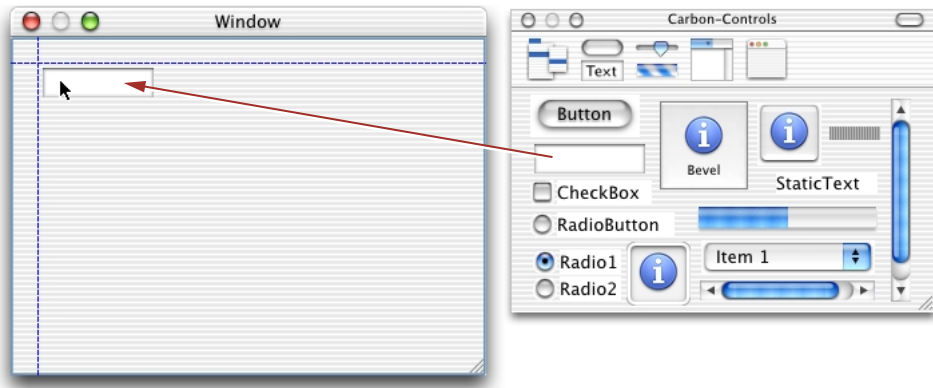 Window
Carbon-Controls
Text
Button
Bevel
StaticText
CheckBox
RadioButton
Radio1
Item 1
Radio2